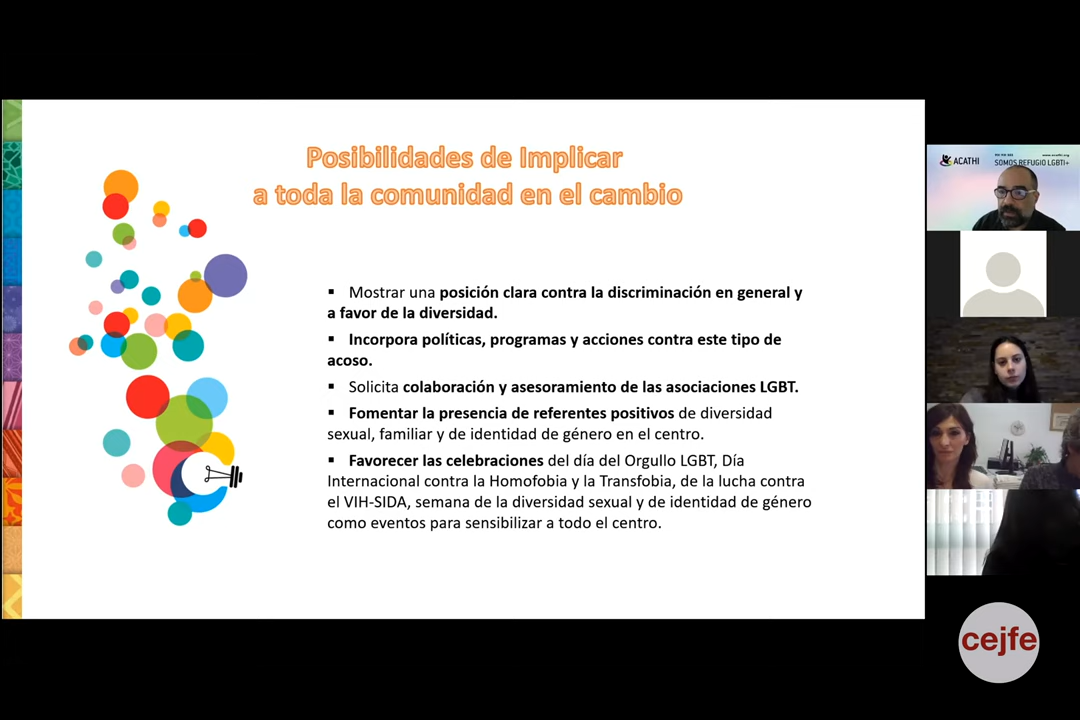 Posibilidades de Implicar
a toda la comunidad en el cambio
▪ Mostrar una posición clara contra la discriminación en general y
a favor de la diversidad.
▪ Incorpora políticas, programas y acciones contra este tipo de
acoso.
▪ Solicita colaboración y asesoramiento de las asociaciones LGBT.
▪ Fomentar la presencia de referentes positivos de diversidad
sexual, familiar y de identidad de género en el centro.
▪ Favorecer las celebraciones del día del Orgullo LGBT, Día
Internacional contra la Homofobia y la Transfobia, de la lucha contra
el VIH-SIDA, semana de la diversidad sexual y de identidad de género
como eventos para sensibilizar a todo el centro.
ACATHI
www.acathi.org
SOMOS REFUGIO LGBTI+
cejfe